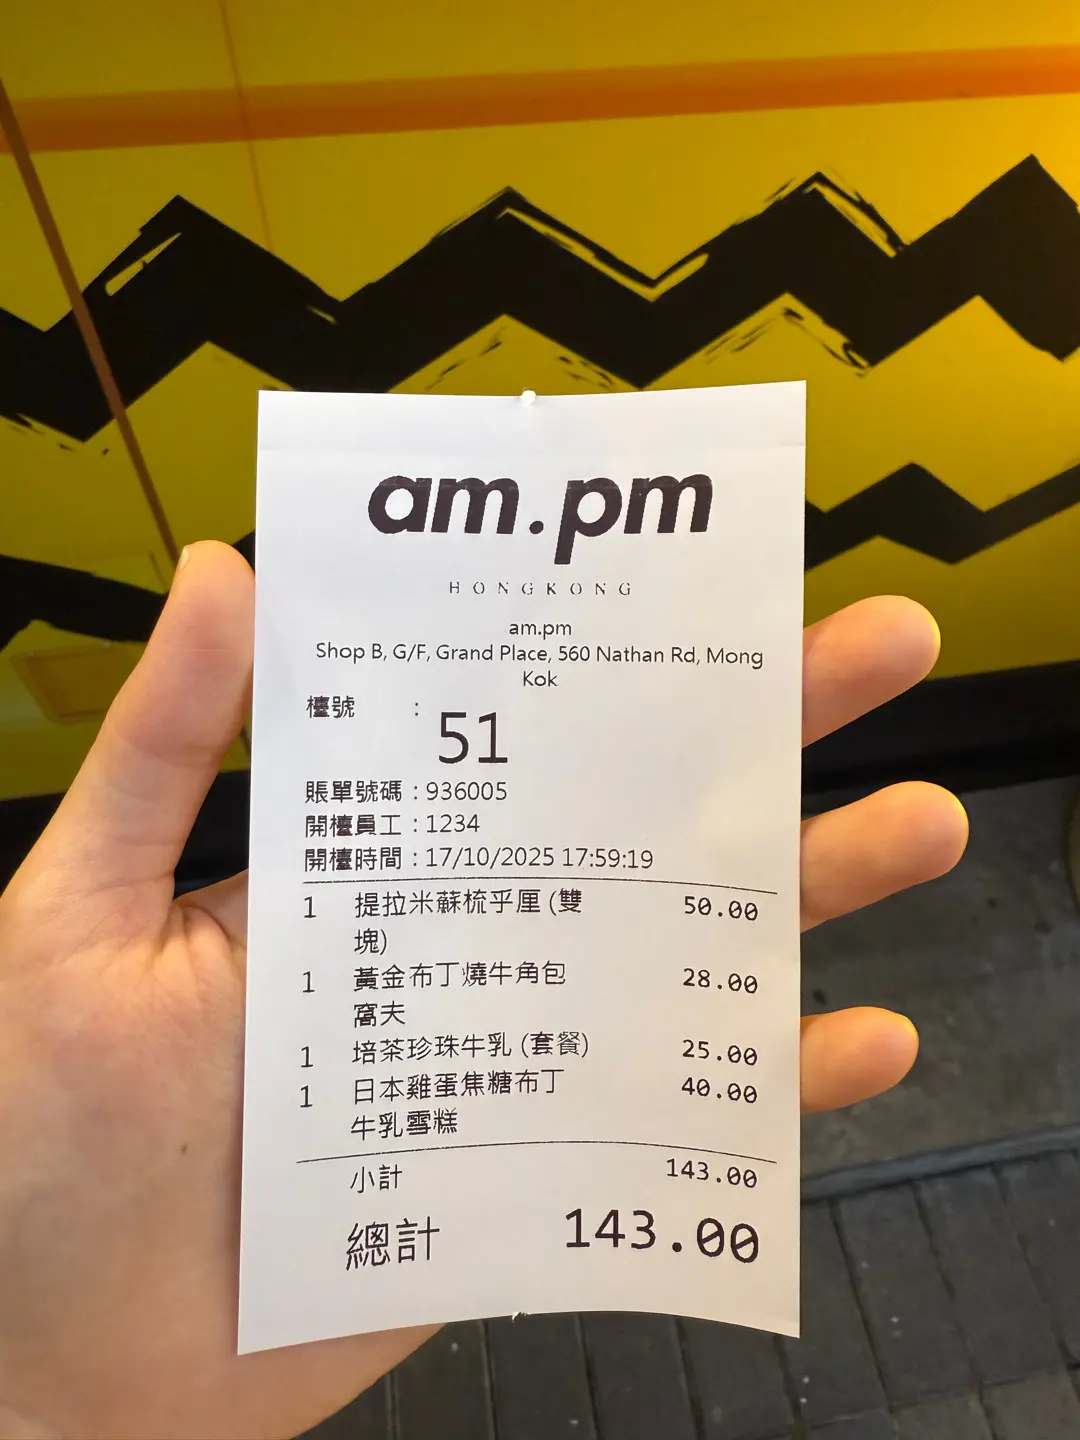 am.pm
HONGKONG
am.pm
Shop B, G/F, Grand Place, 560 Nathan Rd, Mong
Kok
檯號 :
51
賬單號碼 : 936005
開檯員工 : 1234
開檯時間 : 17/10/2025 17:59:19
1 提拉米蘇梳乎厘 (雙 50.00
塊)
1 黃金布丁燒牛角包 28.00
窩夫
1 焙茶珍珠牛乳 (套餐) 25.00
1 日本雞蛋焦糖布丁 40.00
牛乳雪糕
小計 143.00
總計 143.00